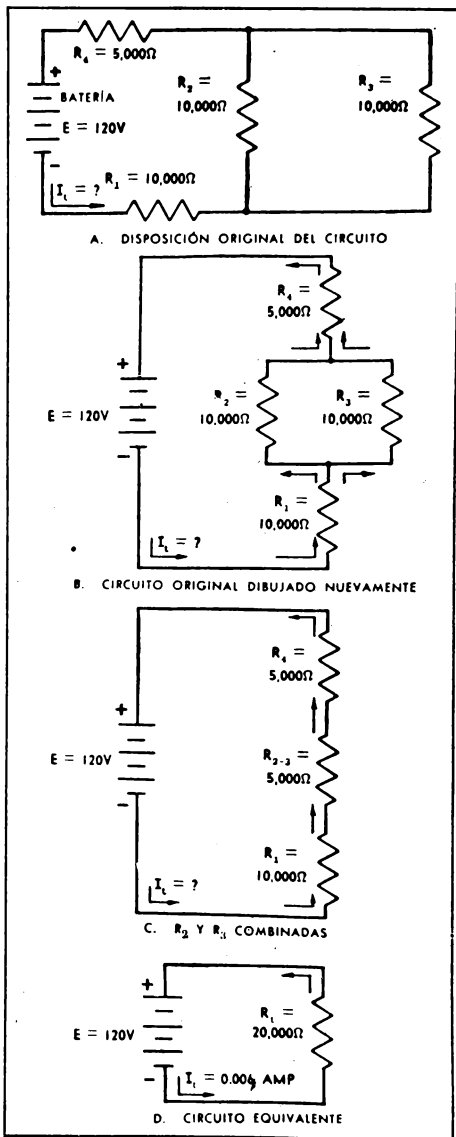 R₄ = 5,000Ω
+
BATERÍA
E = 120V
-
R₂ =
10,000Ω
R₃ =
10,000Ω
Iₜ = ?
R₁ = 10,000Ω
A. DISPOSICIÓN ORIGINAL DEL CIRCUITO
R₄ =
5,000Ω
+
E = 120V
-
R₂ =
10,000Ω
R₃ =
10,000Ω
R₁ =
10,000Ω
Iₜ = ?
B. CIRCUITO ORIGINAL DIBUJADO NUEVAMENTE
R₄ =
5,000Ω
+
E = 120V
-
R₂₋₃ =
5,000Ω
R₁ =
10,000Ω
Iₜ = ?
C. R₂ Y R₃ COMBINADAS
+
E = 120V
-
Rₜ =
20,000Ω
Iₜ = 0.006 AMP
D. CIRCUITO EQUIVALENTE